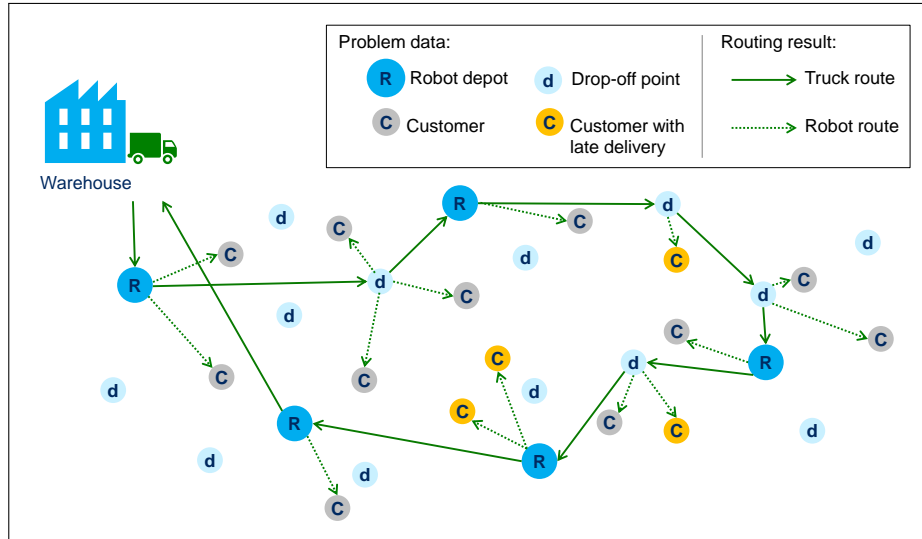 Problem data:
Routing result:
R Robot depot
d Drop-off point
Truck route
C Customer
C Customer with
late delivery
Robot route
Warehouse
R
d
d
C
C
d
C
d
C
d
R
d
C
C
d
C
C
d
C
C
d
R
C
C
C
d
d
d
C
R
C
C
d
d
R
d
R
C